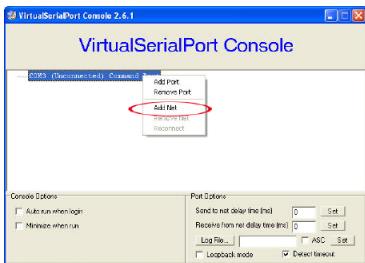 VirtualSerialPort Console 2.6.1
VirtualSerialPort Console
COM3 (Unconnected) Command
Add Port
Remove Port
Add Net
Remove Net
Reconnect
Console Options
Auto run when login
Minimize when run
Port Options
Send to net delay time (ms) 0 Set
Receive from net delay time (ms) 0 Set
Log File... ASC Set
Loopback mode Detect timeout